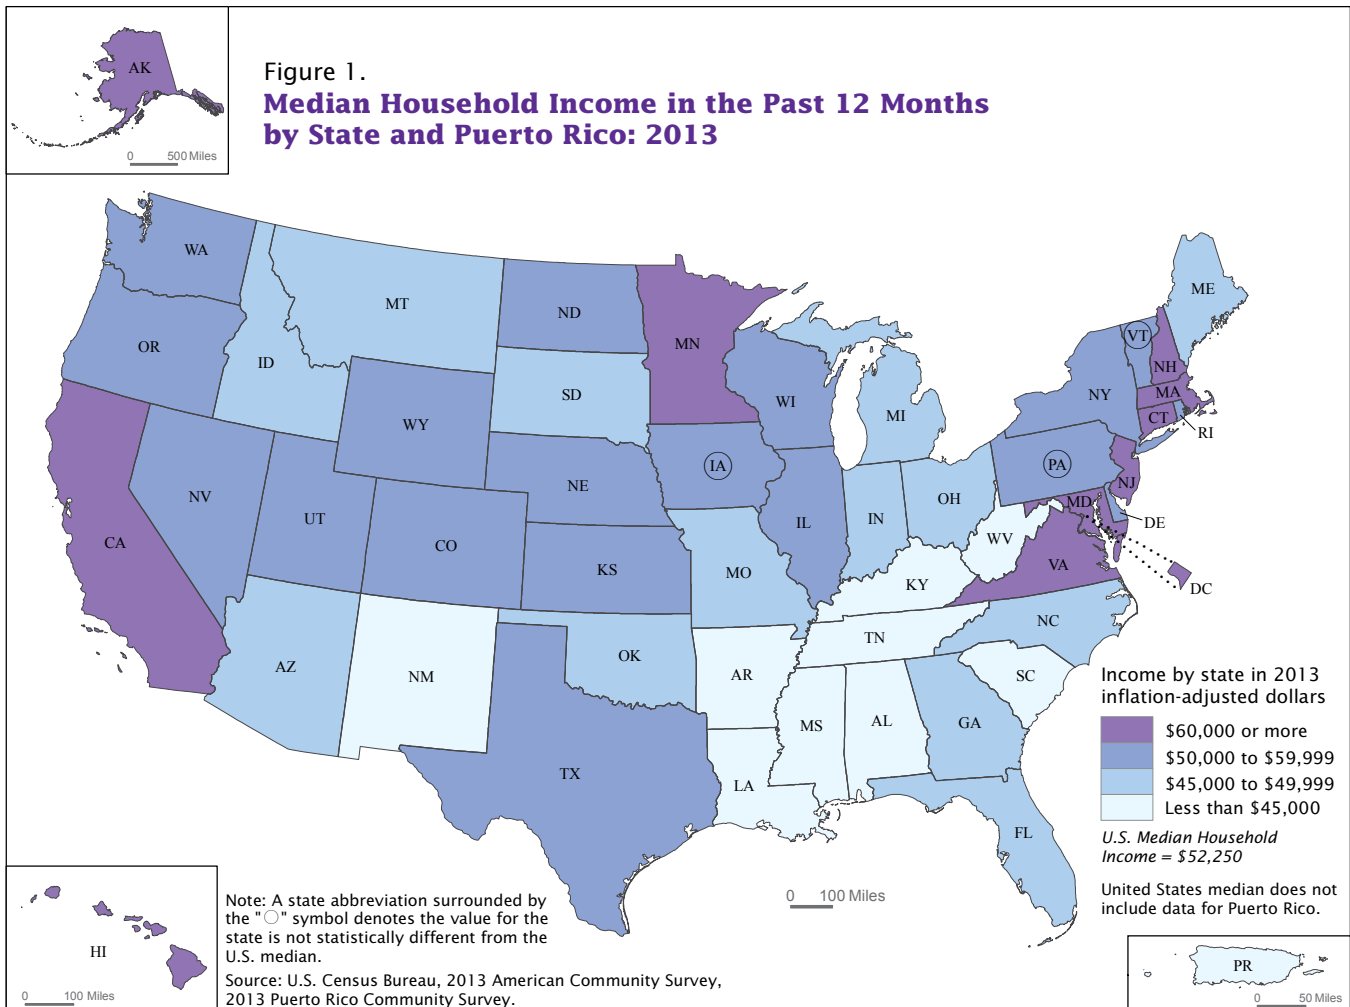 AK
0 500 Miles
Figure 1.
Median Household Income in the Past 12 Months
by State and Puerto Rico: 2013
WA
MT
ND
MN
ME
OR
ID
SD
WI
MI
NY
VT
NH
MA
CT
RI
WY
IA
PA
NJ
NV
UT
CO
NE
KS
IL
IN
OH
MD
DE
DC
CA
MO
WV
KY
VA
AZ
NM
OK
AR
TN
NC
SC
TX
LA
MS
AL
GA
FL
Income by state in 2013
inflation-adjusted dollars
$60,000 or more
$50,000 to $59,999
$45,000 to $49,999
Less than $45,000
U.S. Median Household
Income = $52,250
United States median does not
include data for Puerto Rico.
0 100 Miles
HI
0 100 Miles
Note: A state abbreviation surrounded by
the "○" symbol denotes the value for the
state is not statistically different from the
U.S. median.
Source: U.S. Census Bureau, 2013 American Community Survey,
2013 Puerto Rico Community Survey.
PR
0 50 Miles